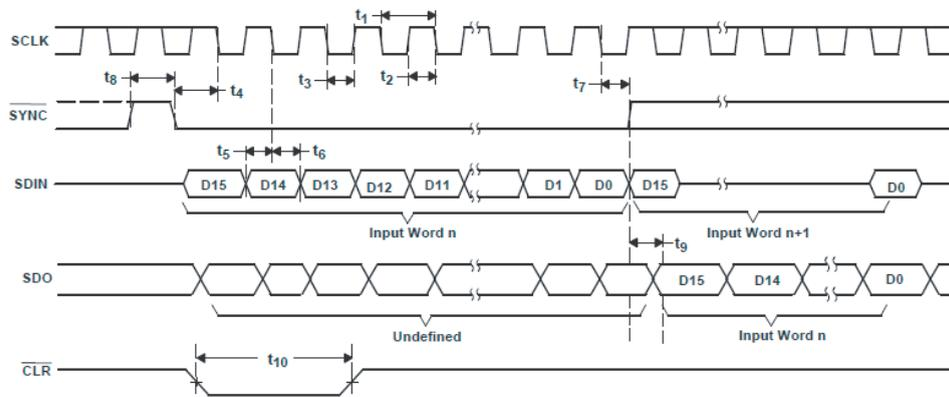 t1
SCLK
t8
t4
t3
t2
t7
SYNC
t5
t6
SDIN
D15
D14
D13
D12
D11
D1
D0
D15
D0
Input Word n
Input Word n+1
t9
SDO
D15
D14
D0
Undefined
Input Word n
t10
CLR